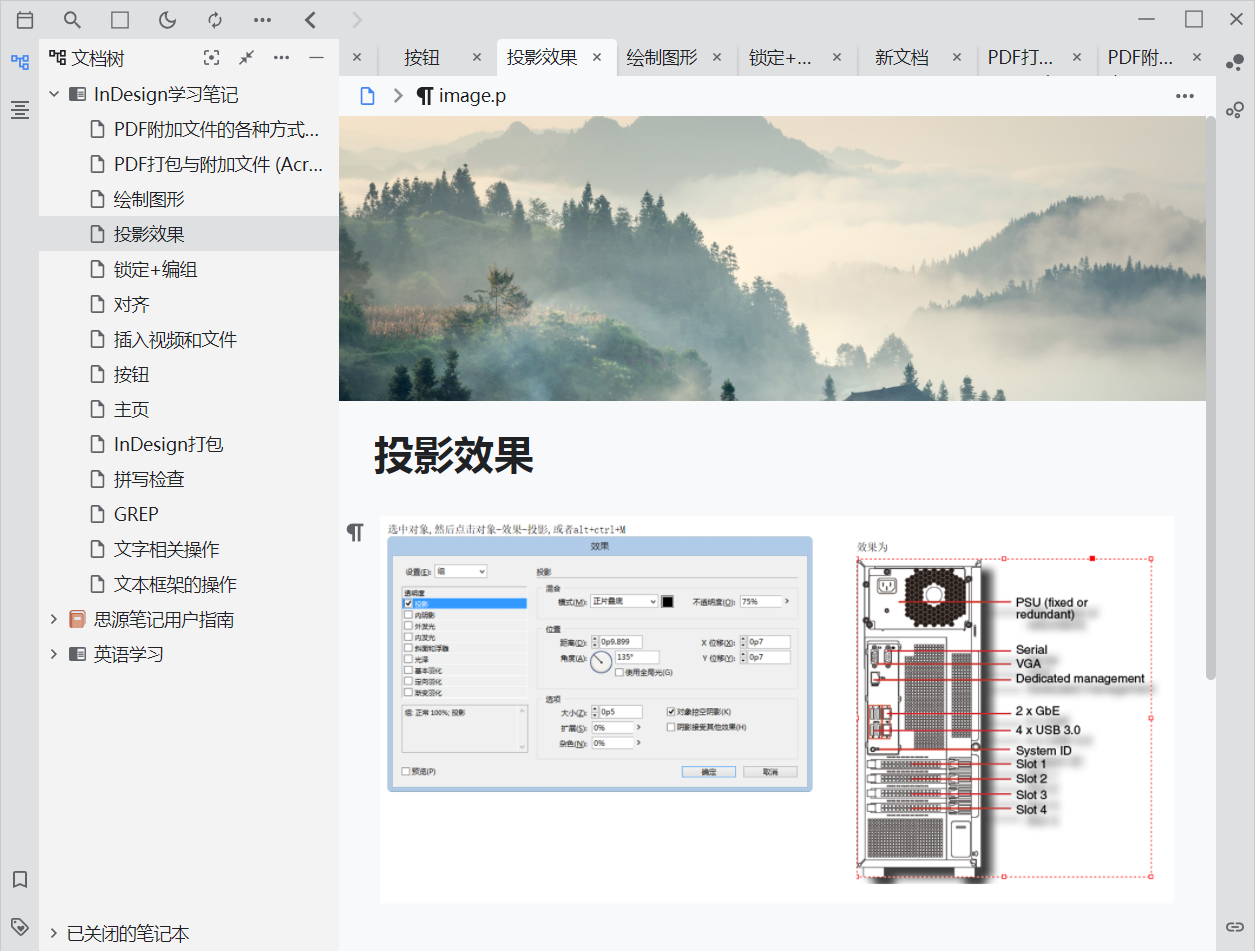 文档树
InDesign学习笔记
PDF附加文件的各种方式...
PDF打包与附加文件 (Acr...
绘制图形
投影效果
锁定+编组
对齐
插入视频和文件
按钮
主页
InDesign打包
拼写检查
GREP
文字相关操作
文本框架的操作
思源笔记用户指南
英语学习
已关闭的笔记本
按钮
投影效果
绘制图形
锁定+...
新文档
PDF打...
PDF附...
image.p
投影效果
选中对象,然后点击对象-效果-投影,或者alt+ctrl+M
效果
设置(E): 组
透明度
投影
内阴影
外发光
内发光
斜面和浮雕
光泽
基本羽化
定向羽化
渐变羽化
组: 正常 100%; 投影
预览(P)
投影
混合
模式(M): 正片叠底
不透明度(O): 75%
位置
距离(D): 0p9.899
X 位移(X): 0p7
角度(A): 135°
Y 位移(Y): 0p7
使用全局光(G)
选项
大小(Z): 0p5
对象挖空阴影(K)
扩展(S): 0%
阴影接受其他效果(H)
杂色(N): 0%
确定
取消
效果为
PSU (fixed or
redundant)
Serial
VGA
Dedicated management
2 x GbE
4 x USB 3.0
System ID
Slot 1
Slot 2
Slot 3
Slot 4